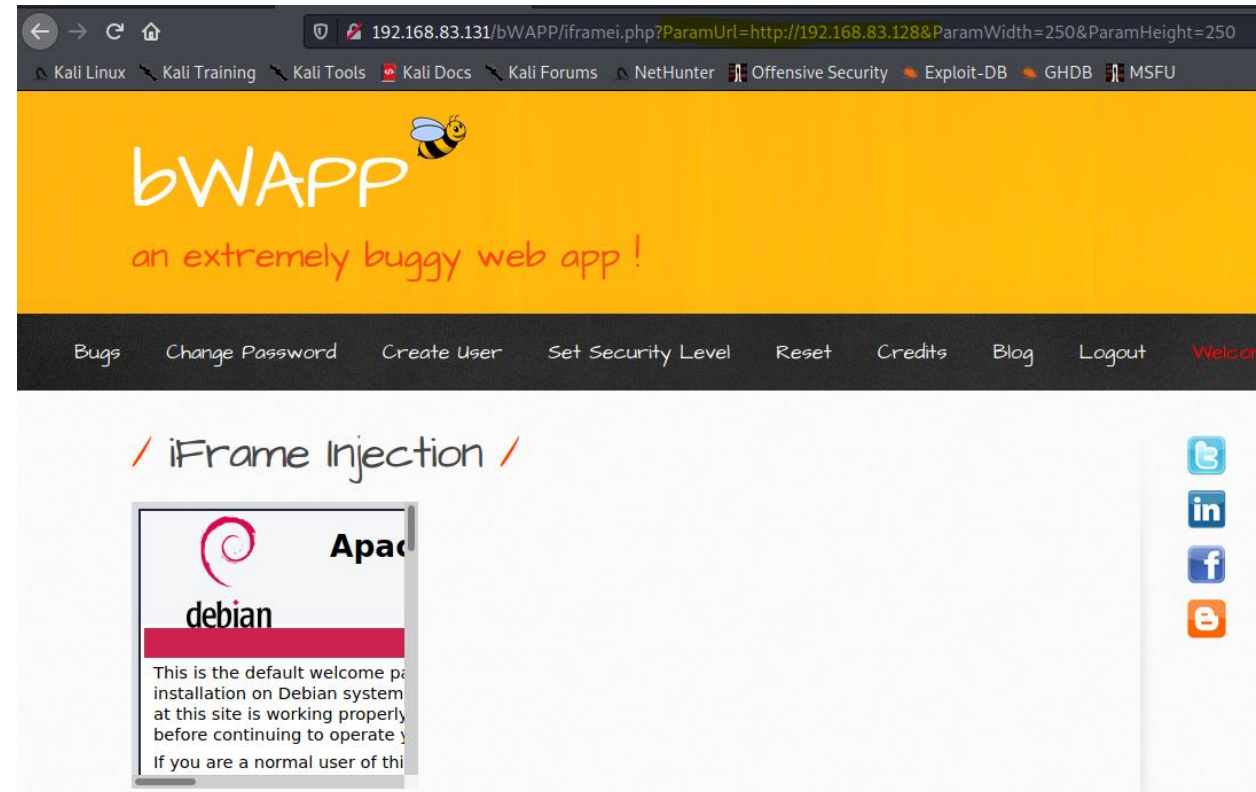 192.168.83.131/bWAPP/iframei.php?ParamUrl=http://192.168.83.128&ParamWidth=250&ParamHeight=250
Kali Linux Kali Training Kali Tools Kali Docs Kali Forums NetHunter Offensive Security Exploit-DB GHDB MSFU
bWAPP
an extremely buggy web app !
Bugs Change Password Create User Set Security Level Reset Credits Blog Logout Welcom
/ iFrame Injection /
Apac
debian
This is the default welcome pa
installation on Debian system
at this site is working properly
before continuing to operate y
If you are a normal user of thi